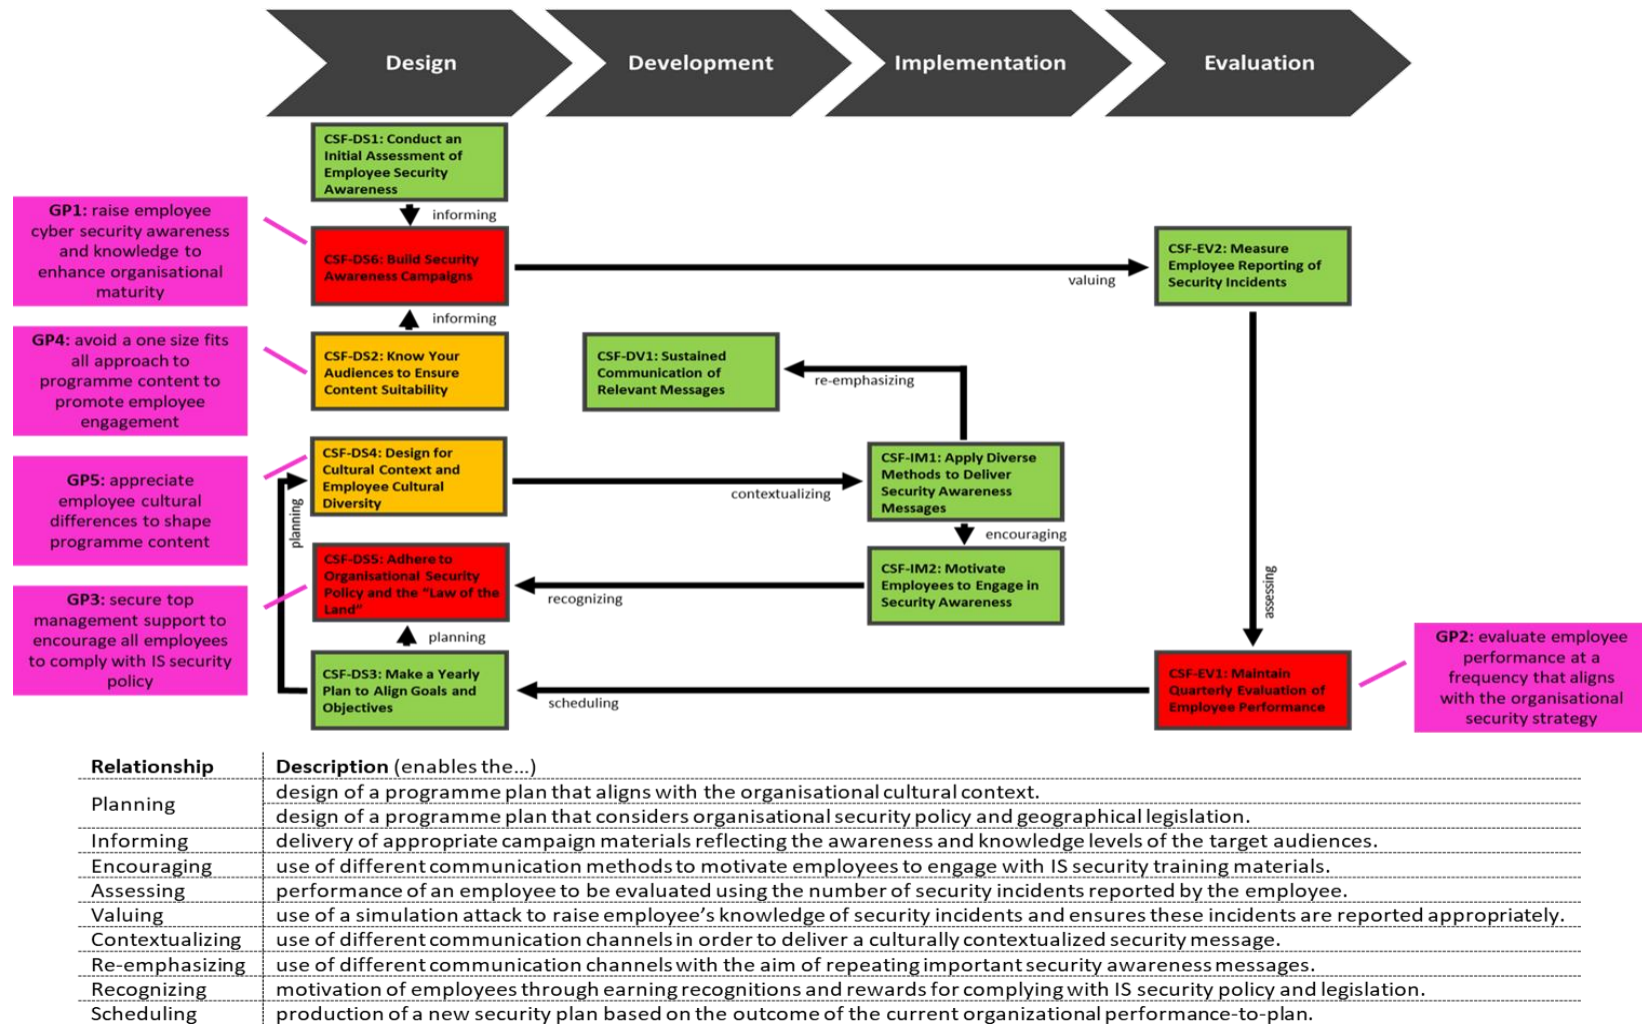 Design
Development
Implementation
Evaluation
CSF-DS1: Conduct an
Initial Assessment of
Employee Security
Awareness
informing
GP1: raise employee
cyber security awareness
and knowledge to
enhance organisational
maturity
CSF-DS6: Build Security
Awareness Campaigns
valuing
CSF-EV2: Measure
Employee Reporting of
Security Incidents
informing
GP4: avoid a one size fits
all approach to
programme content to
promote employee
engagement
CSF-DS2: Know Your
Audiences to Ensure
Content Suitability
CSF-DV1: Sustained
Communication of
Relevant Messages
re-emphasizing
GP5: appreciate
employee cultural
differences to shape
programme content
planning
CSF-DS4: Design for
Cultural Context and
Employee Cultural
Diversity
contextualizing
CSF-IM1: Apply Diverse
Methods to Deliver
Security Awareness
Messages
encouraging
GP3: secure top
management support to
encourage all employees
to comply with IS security
policy
CSF-DS5: Adhere to
Organisational Security
Policy and the “Law of the
Land”
recognizing
CSF-IM2: Motivate
Employees to Engage in
Security Awareness
assessing
planning
CSF-DS3: Make a Yearly
Plan to Align Goals and
Objectives
scheduling
CSF-EV1: Maintain
Quarterly Evaluation of
Employee Performance
GP2: evaluate employee
performance at a
frequency that aligns
with the organisational
security strategy
Relationship Description (enables the...)
Planning design of a programme plan that aligns with the organisational cultural context.
design of a programme plan that considers organisational security policy and geographical legislation.
Informing delivery of appropriate campaign materials reflecting the awareness and knowledge levels of the target audiences.
Encouraging use of different communication methods to motivate employees to engage with IS security training materials.
Assessing performance of an employee to be evaluated using the number of security incidents reported by the employee.
Valuing use of a simulation attack to raise employee’s knowledge of security incidents and ensures these incidents are reported appropriately.
Contextualizing use of different communication channels in order to deliver a culturally contextualized security message.
Re-emphasizing use of different communication channels with the aim of repeating important security awareness messages.
Recognizing motivation of employees through earning recognitions and rewards for complying with IS security policy and legislation.
Scheduling production of a new security plan based on the outcome of the current organizational performance-to-plan.